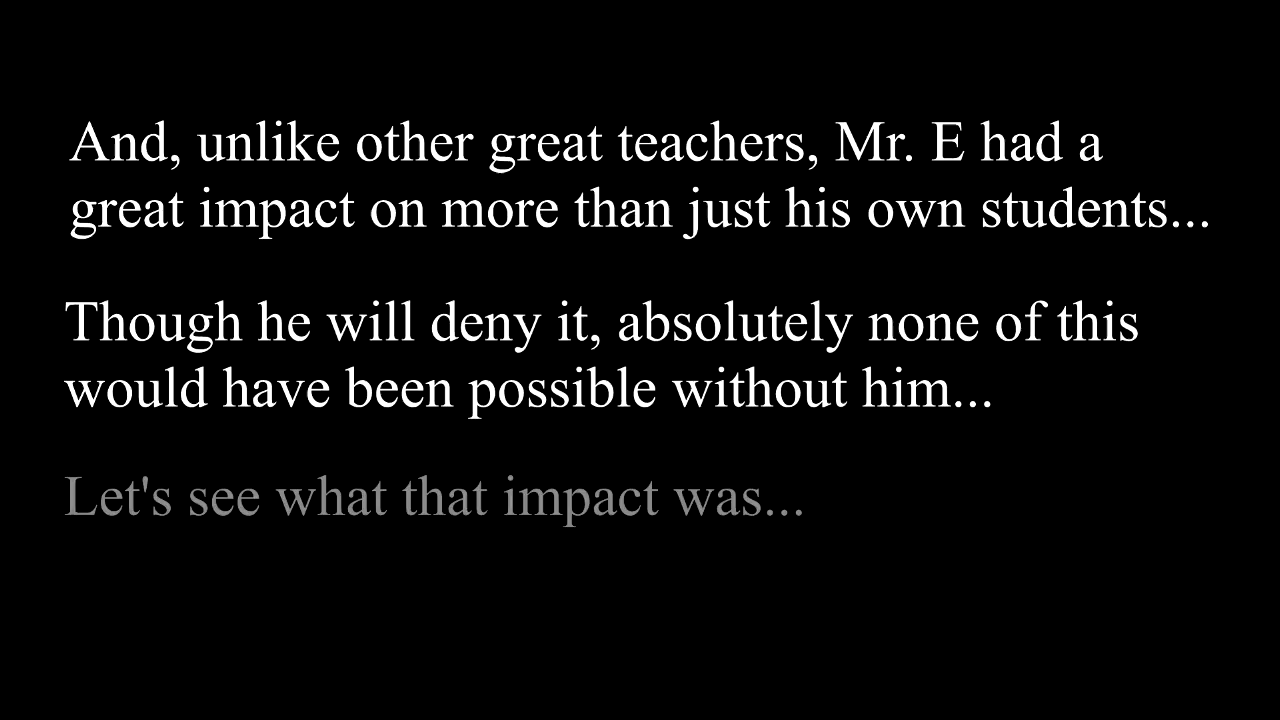 And, unlike other great teachers, Mr. E had a
great impact on more than just his own students...
Though he will deny it, absolutely none of this
would have been possible without him...
Let's see what that impact was...